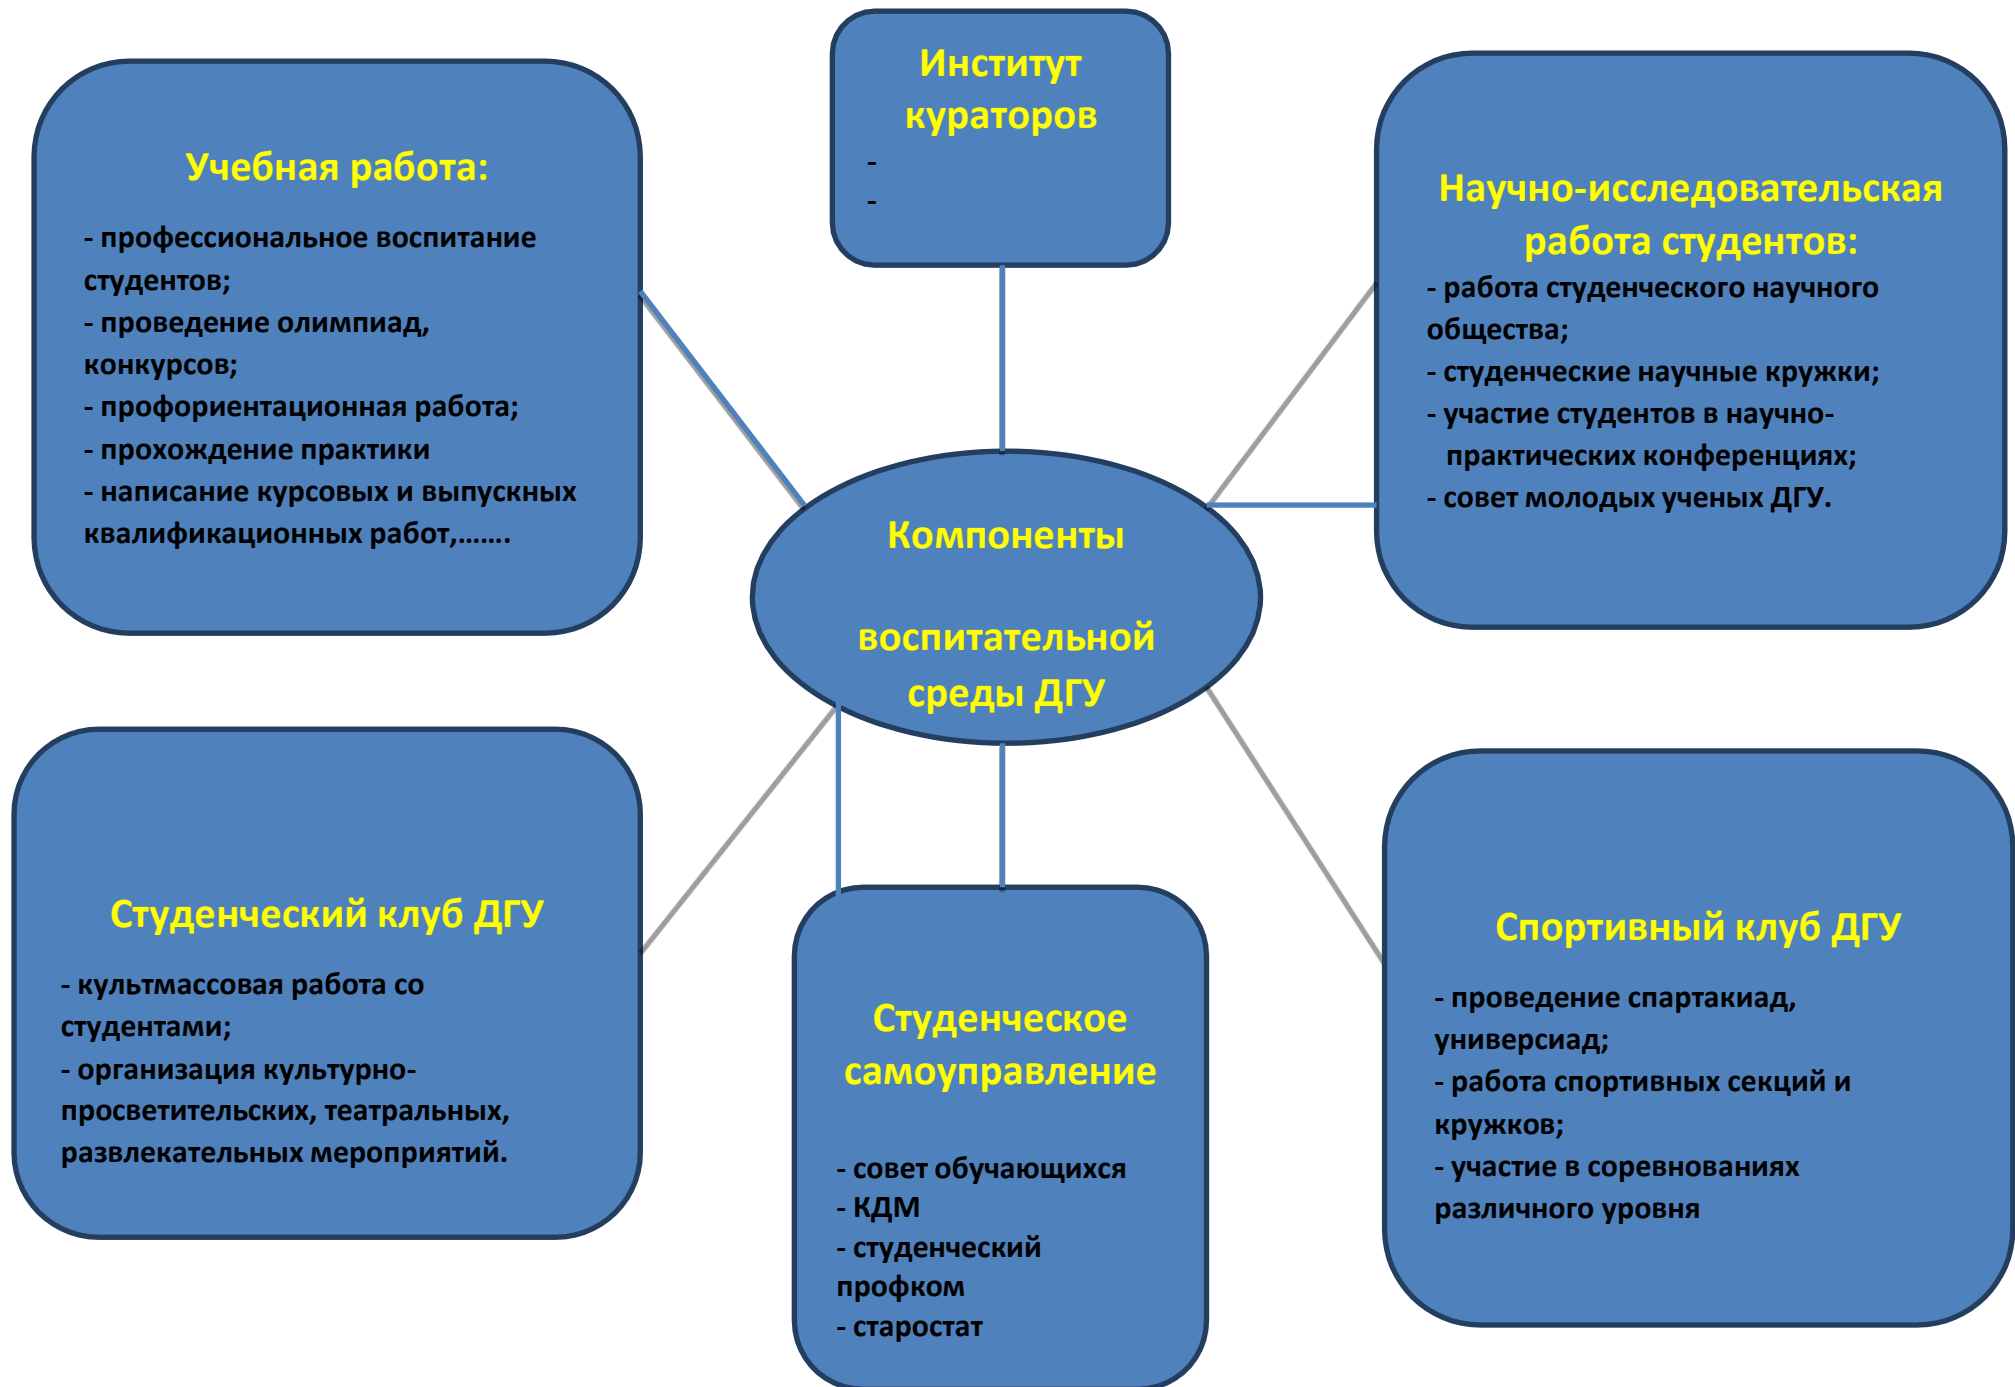 Институт
кураторов
-
-
Учебная работа:
- профессиональное воспитание
студентов;
- проведение олимпиад,
конкурсов;
- профориентационная работа;
- прохождение практики
- написание курсовых и выпускных
квалификационных работ,…….
Научно-исследовательская
работа студентов:
- работа студенческого научного
общества;
- студенческие научные кружки;
- участие студентов в научно-
практических конференциях;
- совет молодых ученых ДГУ.
Компоненты
воспитательной
среды ДГУ
Студенческий клуб ДГУ
- культмассовая работа со
студентами;
- организация культурно-
просветительских, театральных,
развлекательных мероприятий.
Студенческое
самоуправление
- совет обучающихся
- КДМ
- студенческий
профком
- старостат
Спортивный клуб ДГУ
- проведение спартакиад,
универсиад;
- работа спортивных секций и
кружков;
- участие в соревнованиях
различного уровня